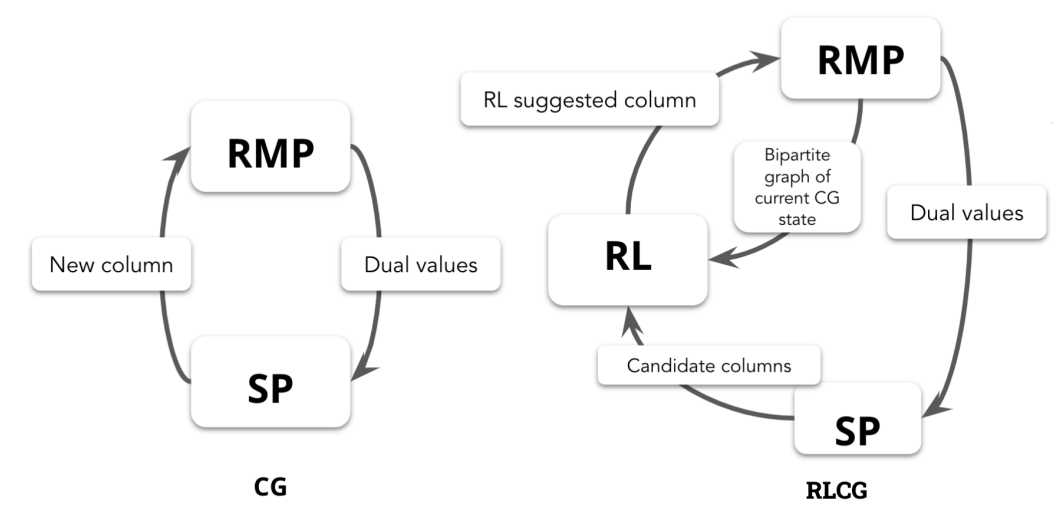 RMP
New column
Dual values
SP
CG
RMP
RL suggested column
Bipartite
graph of
current CG
state
Dual values
RL
Candidate columns
SP
RLCG